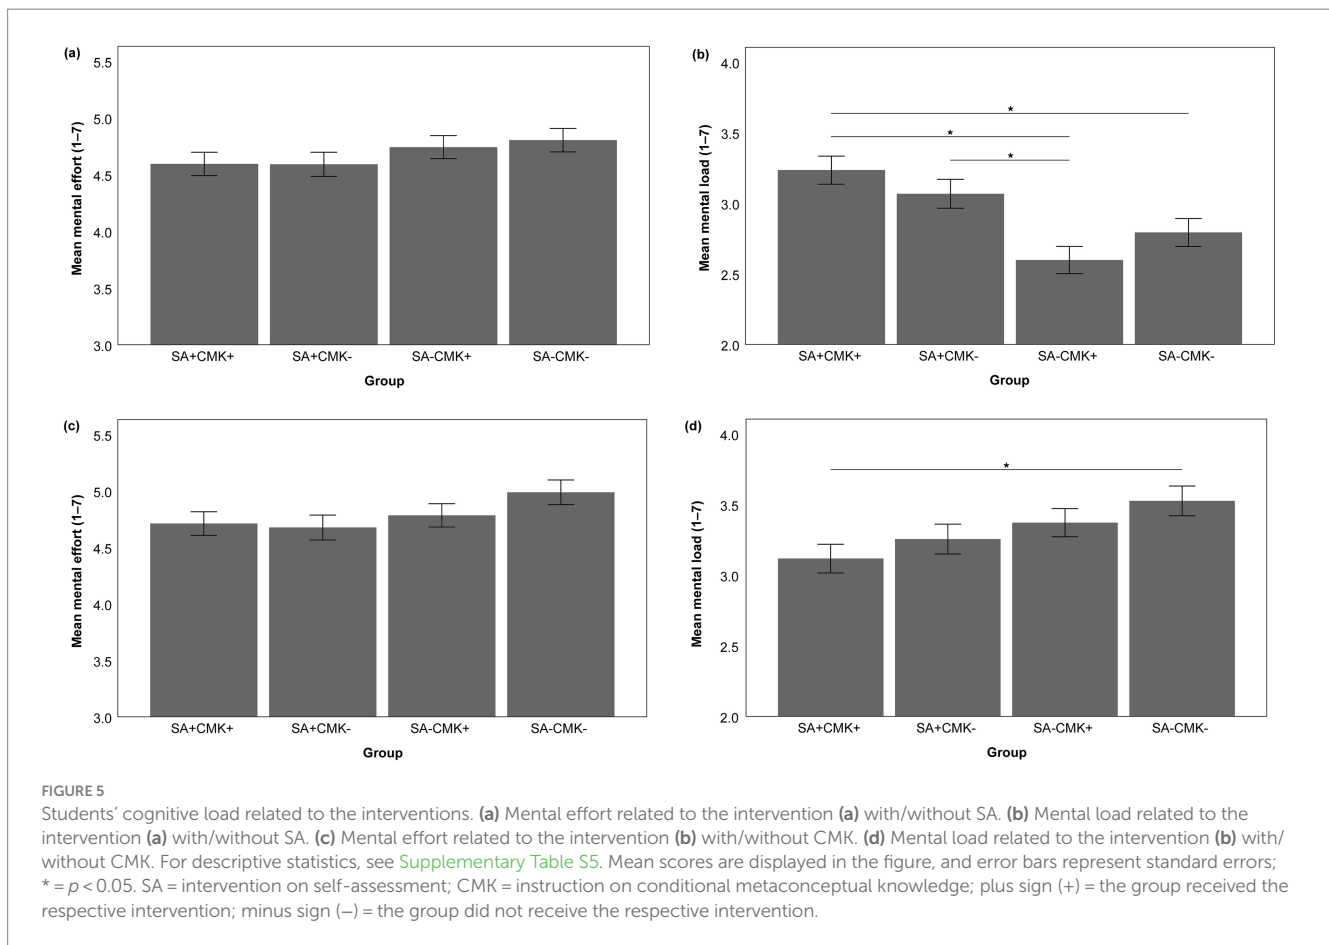 (a)
5.5
5.0
4.5
4.0
3.5
3.0
Mean mental effort (1–7)
SA+CMK+ SA+CMK- SA-CMK+ SA-CMK-
Group
(b)
4.0
3.5
3.0
2.5
2.0
Mean mental load (1–7)
*
*
*
SA+CMK+ SA+CMK- SA-CMK+ SA-CMK-
Group
(c)
5.5
5.0
4.5
4.0
3.5
3.0
Mean mental effort (1–7)
SA+CMK+ SA+CMK- SA-CMK+ SA-CMK-
Group
(d)
4.0
3.5
3.0
2.5
2.0
Mean mental load (1–7)
*
SA+CMK+ SA+CMK- SA-CMK+ SA-CMK-
Group
FIGURE 5
Students’ cognitive load related to the interventions. (a) Mental effort related to the intervention (a) with/without SA. (b) Mental load related to the
intervention (a) with/without SA. (c) Mental effort related to the intervention (b) with/without CMK. (d) Mental load related to the intervention (b) with/
without CMK. For descriptive statistics, see Supplementary Table S5. Mean scores are displayed in the figure, and error bars represent standard errors;
* = p < 0.05. SA = intervention on self-assessment; CMK = instruction on conditional metaconceptual knowledge; plus sign (+) = the group received the
respective intervention; minus sign (−) = the group did not receive the respective intervention.